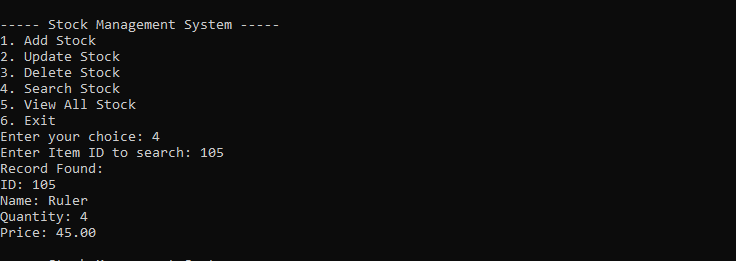 ----- Stock Management System -----
1. Add Stock
2. Update Stock
3. Delete Stock
4. Search Stock
5. View All Stock
6. Exit
Enter your choice: 4
Enter Item ID to search: 105
Record Found:
ID: 105
Name: Ruler
Quantity: 4
Price: 45.00